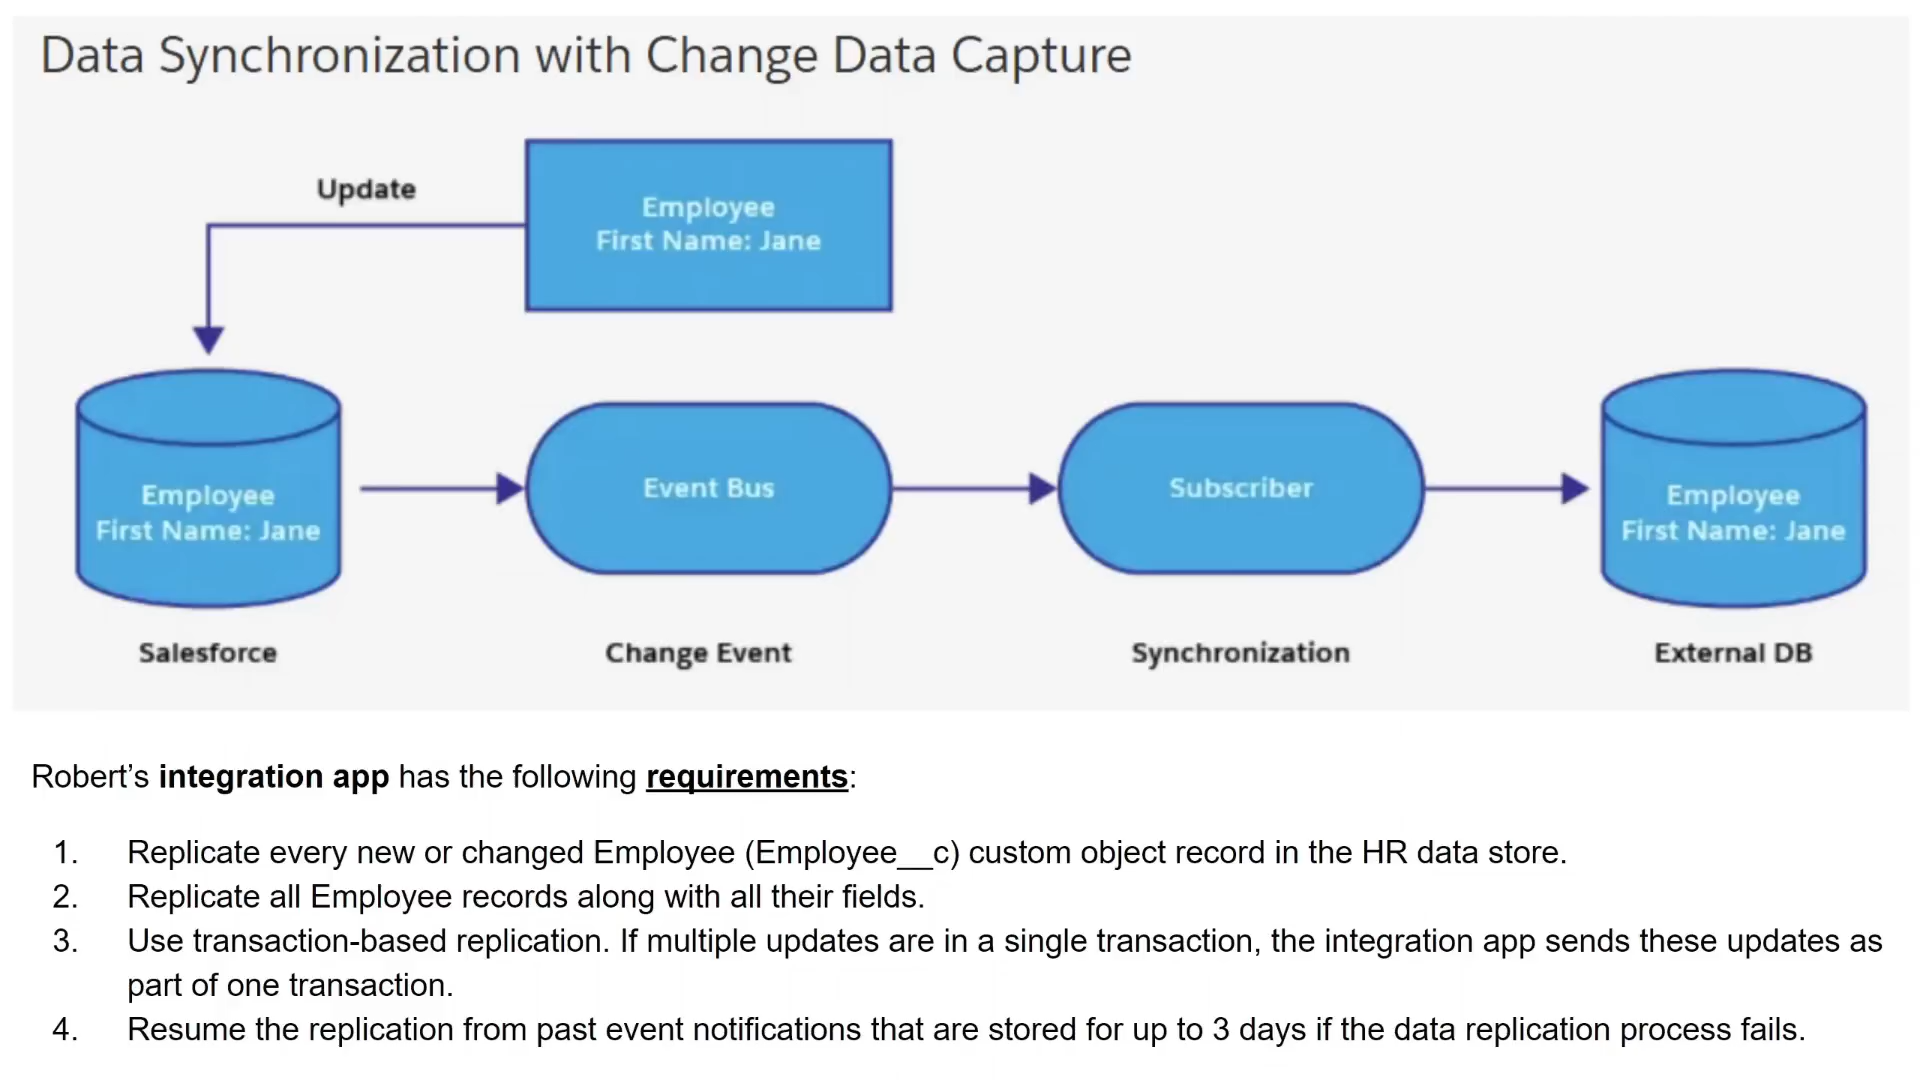 Data Synchronization with Change Data Capture
Update
Employee
First Name: Jane
Employee
First Name: Jane
Event Bus
Subscriber
Employee
First Name: Jane
Salesforce
Change Event
Synchronization
External DB
Robert’s integration app has the following requirements:
1. Replicate every new or changed Employee (Employee__c) custom object record in the HR data store.
2. Replicate all Employee records along with all their fields.
3. Use transaction-based replication. If multiple updates are in a single transaction, the integration app sends these updates as
part of one transaction.
4. Resume the replication from past event notifications that are stored for up to 3 days if the data replication process fails.